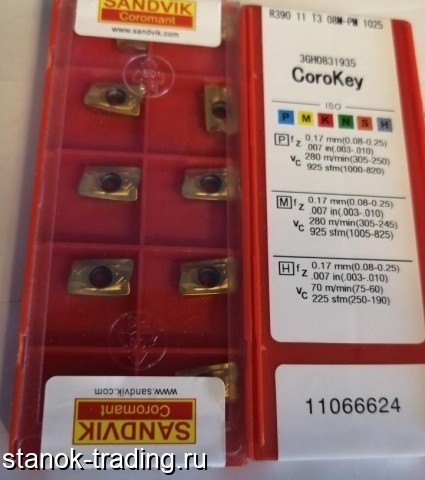 SANDVIK
Coromant
www.sandvik.com
www.sandvik.com
Coromant
SANDVIK
R390 11 T3 08M-PM 1025
3GH0831935
CoroKey
ISO
P M K N S H
P fz 0.17 mm(0.08-0.25)
.007 in(.003-.010)
vc 280 m/min(305-250)
925 sfm(1000-820)
M fz 0.17 mm(0.08-0.25)
.007 in(.003-.010)
vc 280 m/min(305-245)
925 sfm(1005-825)
H fz 0.17 mm(0.08-0.25)
.007 in(.003-.010)
vc 70 m/min(75-60)
225 sfm(250-190)
11066624
stanok-trading.ru